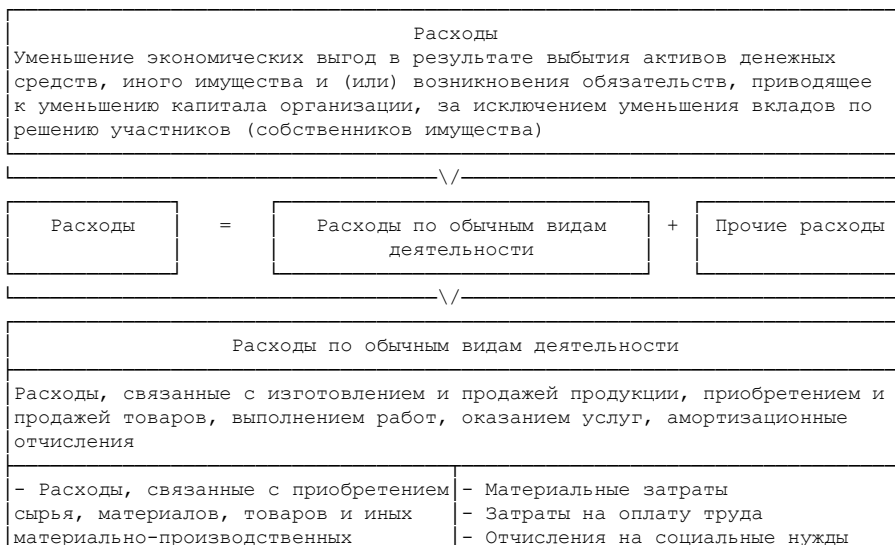 Расходы
Уменьшение экономических выгод в результате выбытия активов денежных
средств, иного имущества и (или) возникновения обязательств, приводящее
к уменьшению капитала организации, за исключением уменьшения вкладов по
решению участников (собственников имущества)
\/
Расходы = Расходы по обычным видам + Прочие расходы
деятельности
\/
Расходы по обычным видам деятельности
Расходы, связанные с изготовлением и продажей продукции, приобретением и
продажей товаров, выполнением работ, оказанием услуг, амортизационные
отчисления
- Расходы, связанные с приобретением
сырья, материалов, товаров и иных
материально-производственных
- Материальные затраты
- Затраты на оплату труда
- Отчисления на социальные нужды